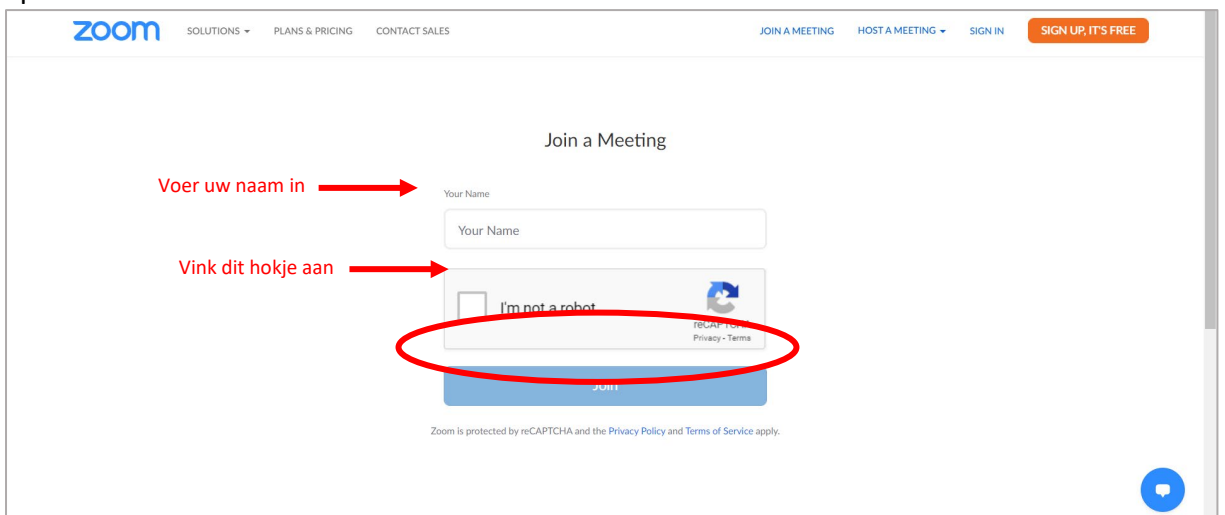 zoom SOLUTIONS PLANS & PRICING CONTACT SALES JOIN A MEETING HOST A MEETING SIGN IN SIGN UP, IT'S FREE
Join a Meeting
Voer uw naam in
Your Name
Your Name
Vink dit hokje aan
I'm not a robot
reCAPTCHA
Privacy - Terms
Join
Zoom is protected by reCAPTCHA and the Privacy Policy and Terms of Service apply.